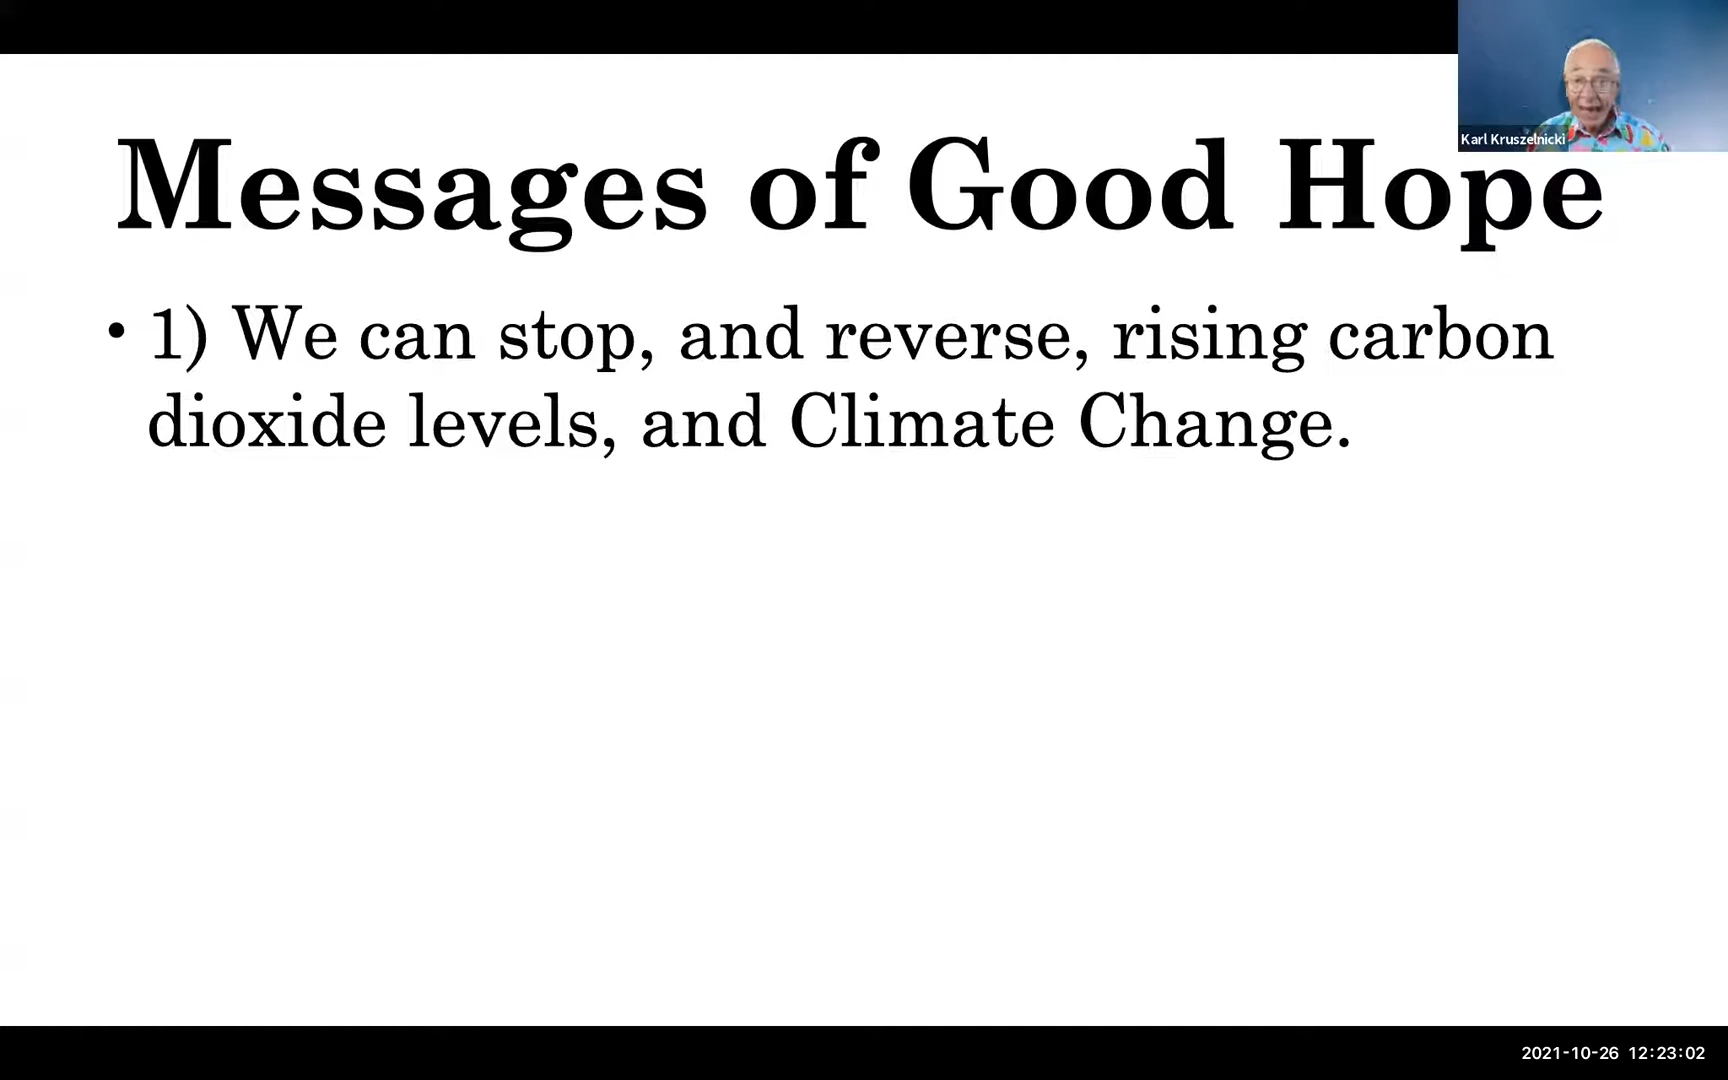 Karl Kruszelnicki
Messages of Good Hope
• 1) We can stop, and reverse, rising carbon
dioxide levels, and Climate Change.
2021-10-26 12:23:02